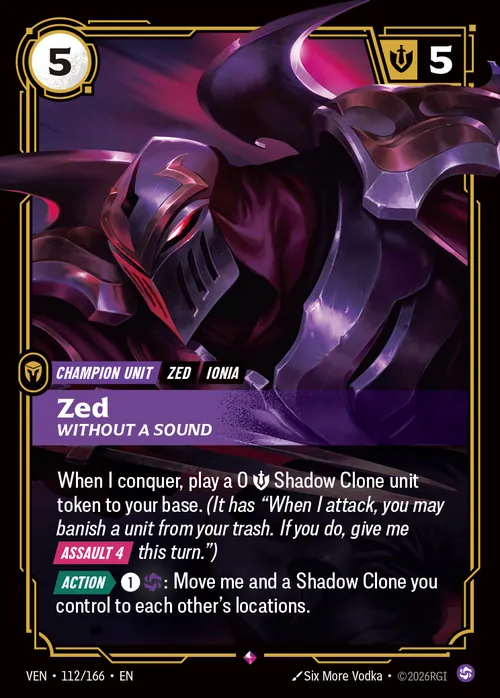 5
5
CHAMPION UNIT ZED IONIA
Zed
WITHOUT A SOUND
When I conquer, play a 0 Shadow Clone unit
token to your base. (It has “When I attack, you may
banish a unit from your trash. If you do, give me
ASSAULT 4 this turn.”)
ACTION 1 : Move me and a Shadow Clone you
control to each other’s locations.
VEN • 112/166 • EN
Six More Vodka • ©2026RGI